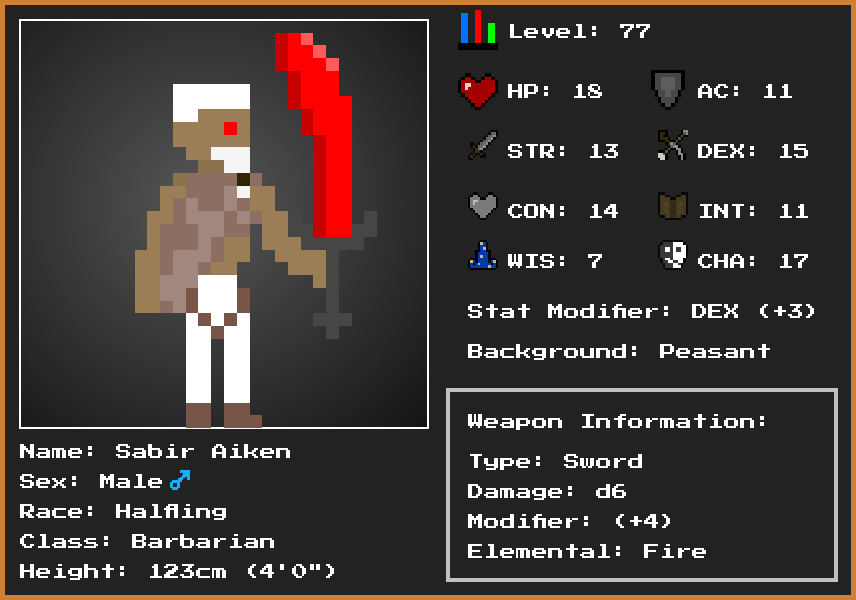 Level: 77
HP: 18
AC: 11
STR: 13
DEX: 15
CON: 14
INT: 11
WIS: 7
CHA: 17
Stat Modifier: DEX (+3)
Background: Peasant
Weapon Information:
Type: Sword
Damage: d6
Modifier: (+4)
Elemental: Fire
Name: Sabir Aiken
Sex: Male♂
Race: Halfling
Class: Barbarian
Height: 123cm (4'0")